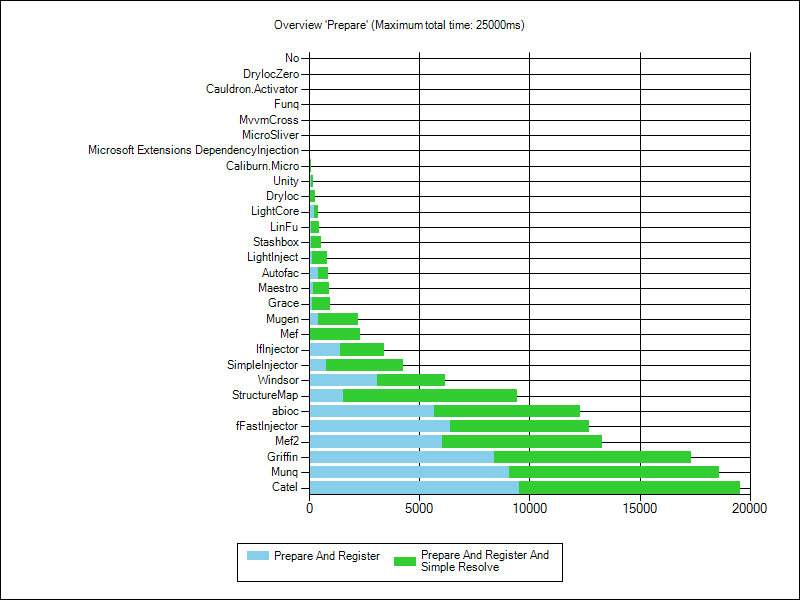 Overview 'Prepare' (Maximum total time: 25000ms)
No
DryIocZero
Cauldron.Activator
Funq
MvvmCross
MicroSliver
Microsoft Extensions DependencyInjection
Caliburn.Micro
Unity
DryIoc
LightCore
LinFu
Stashbox
LightInject
Autofac
Maestro
Grace
Mugen
Mef
IfInjector
SimpleInjector
Windsor
StructureMap
abioc
fFastInjector
Mef2
Griffin
Munq
Catel
0 5000 10000 15000 20000
Prepare And Register
Prepare And Register And
Simple Resolve